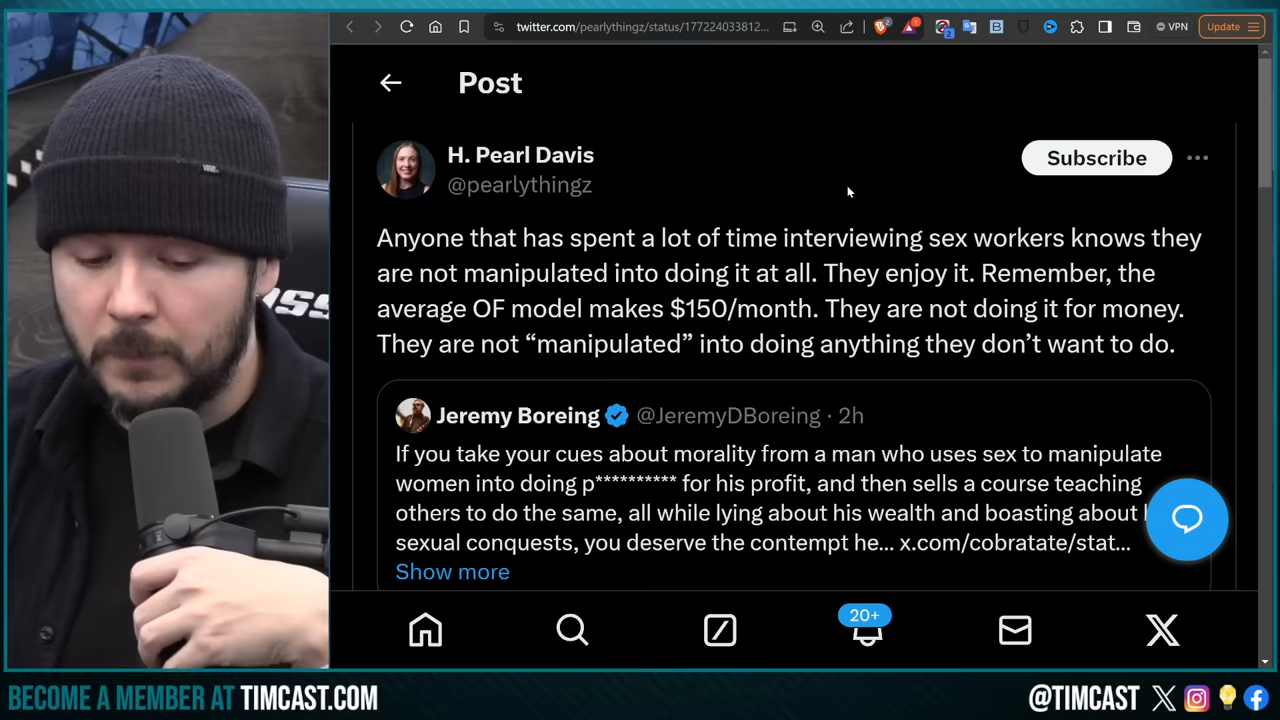 twitter.com/pearlythingz/status/177224033812...
VPN
Update
Post
H. Pearl Davis
@pearlythingz
Subscribe
Anyone that has spent a lot of time interviewing sex workers knows they
are not manipulated into doing it at all. They enjoy it. Remember, the
average OF model makes $150/month. They are not doing it for money.
They are not “manipulated” into doing anything they don’t want to do.
Jeremy Boreing @JeremyDBoreing · 2h
If you take your cues about morality from a man who uses sex to manipulate
women into doing p********** for his profit, and then sells a course teaching
others to do the same, all while lying about his wealth and boasting about
sexual conquests, you deserve the contempt he... x.com/cobratate/stat...
Show more
20+
BECOME A MEMBER AT TIMCAST.COM
@TIMCAST